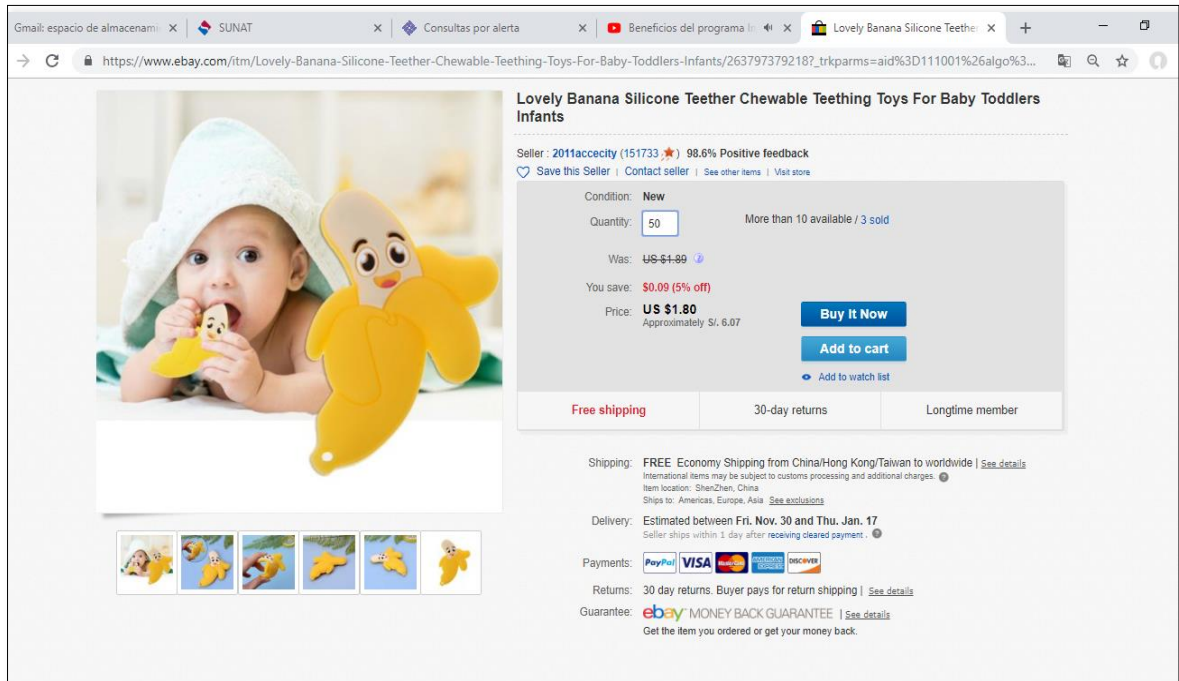 Gmail: espacio de almacenami
SUNAT
Consultas por alerta
Beneficios del programa In
Lovely Banana Silicone Teether
https://www.ebay.com/itm/Lovely-Banana-Silicone-Teether-Chewable-Teething-Toys-For-Baby-Toddlers-Infants/263797379218?_trkparms=aid%3D111001%26algo%3...
Lovely Banana Silicone Teether Chewable Teething Toys For Baby Toddlers
Infants
Seller : 2011accecity (151733 ) 98.6% Positive feedback
Save this Seller | Contact seller | See other items | Visit store
Condition: New
Quantity: 50 More than 10 available / 3 sold
Was: US $1.89
You save: $0.09 (5% off)
Price: US $1.80
Approximately S/. 6.07
Buy It Now
Add to cart
Add to watch list
Free shipping 30-day returns Longtime member
Shipping: FREE Economy Shipping from China/Hong Kong/Taiwan to worldwide | See details
International items may be subject to customs processing and additional charges.
Item location: ShenZhen, China
Ships to: Americas, Europe, Asia See exclusions
Delivery: Estimated between Fri. Nov. 30 and Thu. Jan. 17
Seller ships within 1 day after receiving cleared payment .
Payments: PayPal VISA MasterCard AMERICAN EXPRESS DISCOVER
Returns: 30 day returns. Buyer pays for return shipping | See details
Guarantee: ebay MONEY BACK GUARANTEE | See details
Get the item you ordered or get your money back.